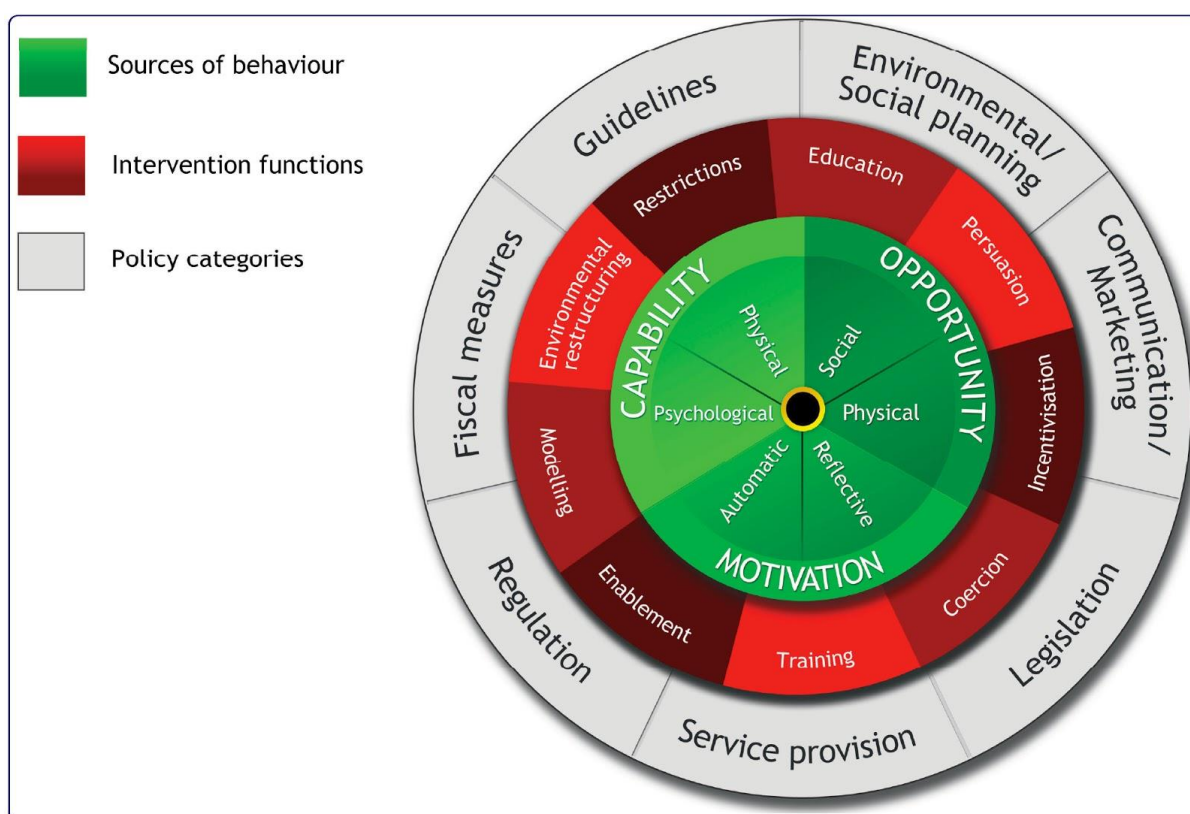 Sources of behaviour
Intervention functions
Policy categories
Guidelines
Environmental/
Social planning
Communication/
Marketing
Legislation
Service provision
Regulation
Fiscal measures
Restrictions
Education
Persuasion
Incentivisation
Coercion
Training
Enablement
Modelling
Environmental
restructuring
CAPABILITY
OPPORTUNITY
MOTIVATION
Physical
Social
Physical
Reflective
Automatic
Psychological